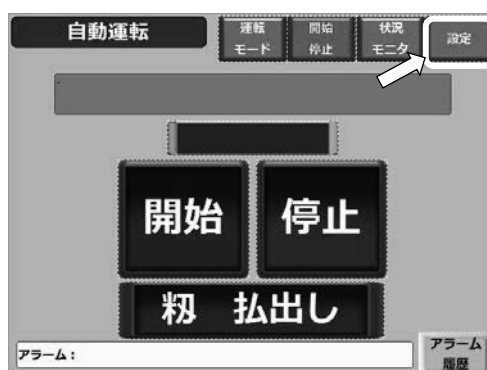 自動運転
運転
モード
開始
停止
状況
モニタ
設定
開始
停止
籾 払出し
アラーム：
アラーム
履歴